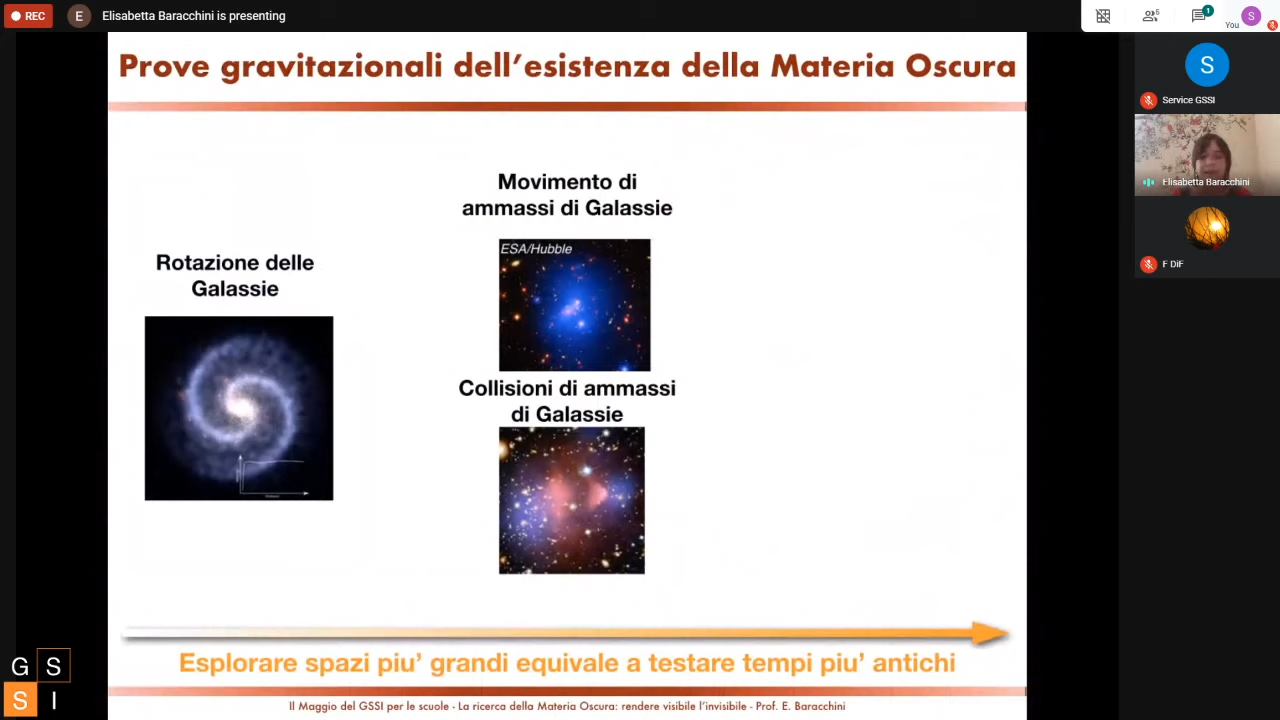 REC
E
Elisabetta Baracchini is presenting
6
1
You
S
Prove gravitazionali dell'esistenza della Materia Oscura
S
Service GSSI
Elisabetta Baracchini
F DiF
Movimento di
ammassi di Galassie
ESA/Hubble
Rotazione delle
Galassie
Collisioni di ammassi
di Galassie
Esplorare spazi piu' grandi equivale a testare tempi piu' antichi
G S
S I
Il Maggio del GSSI per le scuole - La ricerca della Materia Oscura: rendere visibile l'invisibile - Prof. E. Baracchini